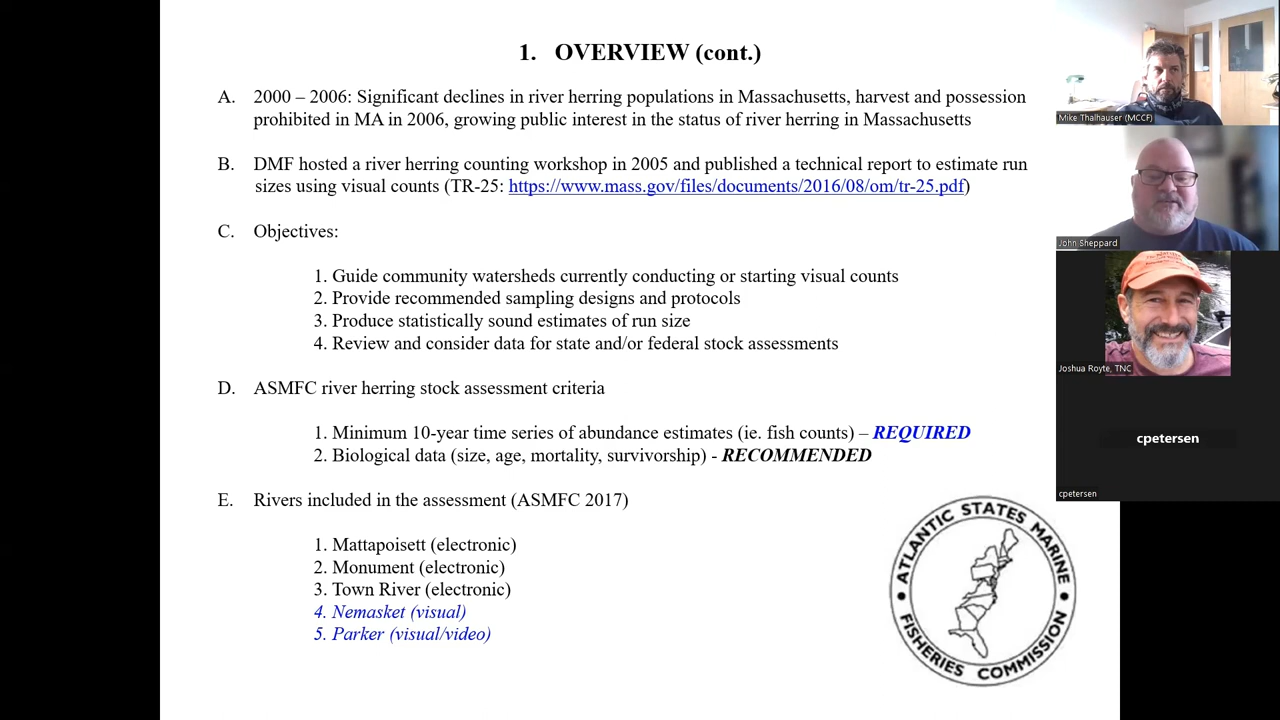 1. OVERVIEW (cont.)
A. 2000 – 2006: Significant declines in river herring populations in Massachusetts, harvest and possession
prohibited in MA in 2006, growing public interest in the status of river herring in Massachusetts
B. DMF hosted a river herring counting workshop in 2005 and published a technical report to estimate run
sizes using visual counts (TR-25: https://www.mass.gov/files/documents/2016/08/om/tr-25.pdf)
C. Objectives:
1. Guide community watersheds currently conducting or starting visual counts
2. Provide recommended sampling designs and protocols
3. Produce statistically sound estimates of run size
4. Review and consider data for state and/or federal stock assessments
D. ASMFC river herring stock assessment criteria
1. Minimum 10-year time series of abundance estimates (ie. fish counts) – REQUIRED
2. Biological data (size, age, mortality, survivorship) - RECOMMENDED
E. Rivers included in the assessment (ASMFC 2017)
1. Mattapoisett (electronic)
2. Monument (electronic)
3. Town River (electronic)
4. Nemasket (visual)
5. Parker (visual/video)
ATLANTIC STATES MARINE
FISHERIES COMMISSION
Mike Thalhauser (MCCF)
John Sheppard
Joshua Royte, TNC
cpetersen
cpetersen